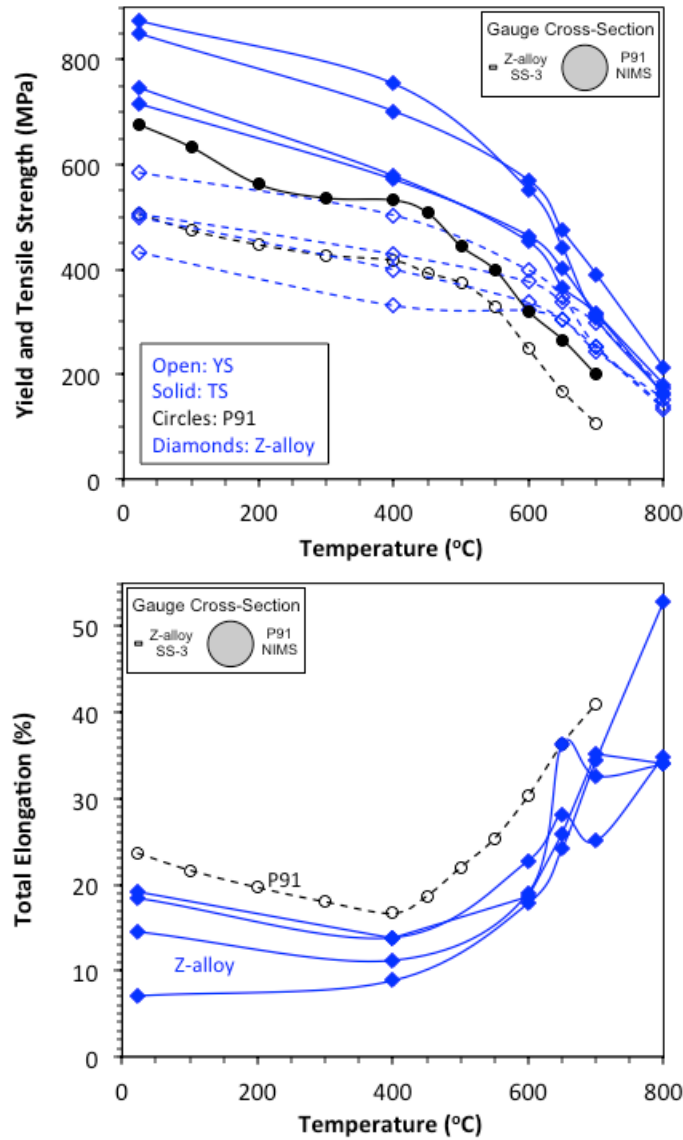 Gauge Cross-Section
Z-alloy
SS-3
P91
NIMS
Yield and Tensile Strength (MPa)
800
600
400
200
0
Open: YS
Solid: TS
Circles: P91
Diamonds: Z-alloy
0 200 400 600 800
Temperature (°C)
Gauge Cross-Section
Z-alloy
SS-3
P91
NIMS
Total Elongation (%)
50
40
30
20
10
0
P91
Z-alloy
0 200 400 600 800
Temperature (°C)